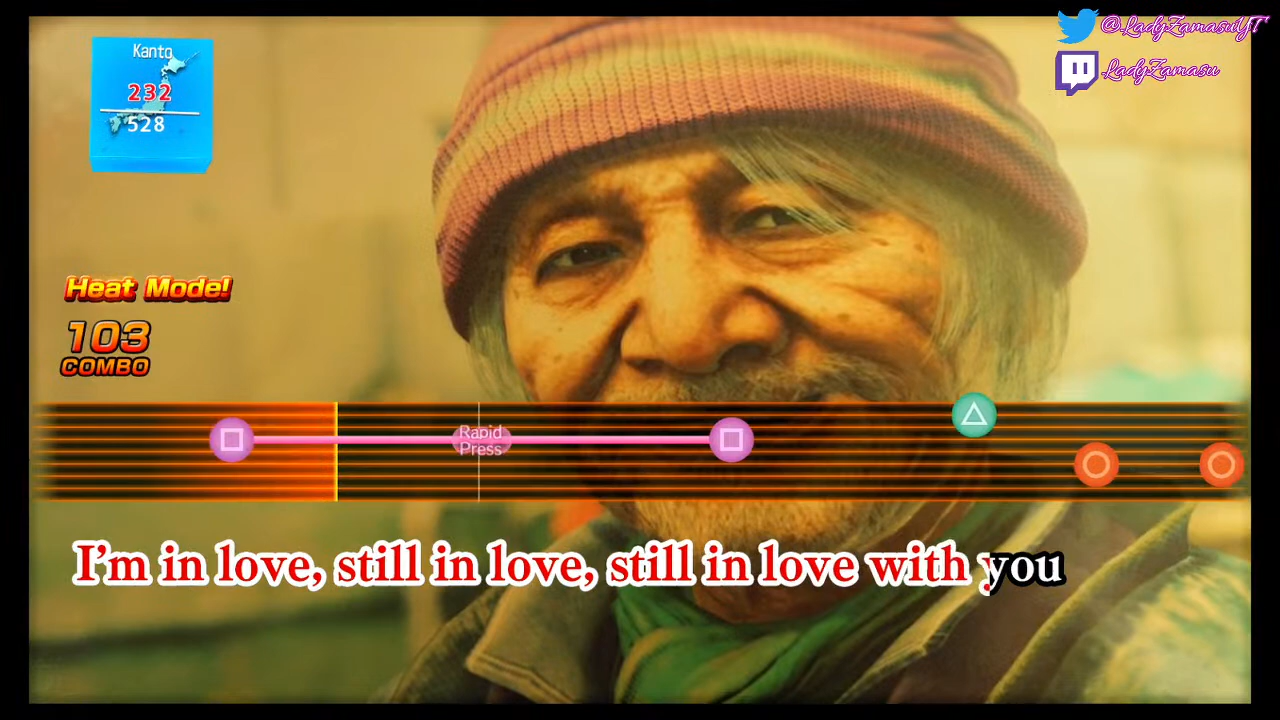 Kanto
232
528
@LadyZamasuYT
LadyZamasu
Heat Mode!
103
COMBO
Rapid
Press
I'm in love, still in love, still in love with you